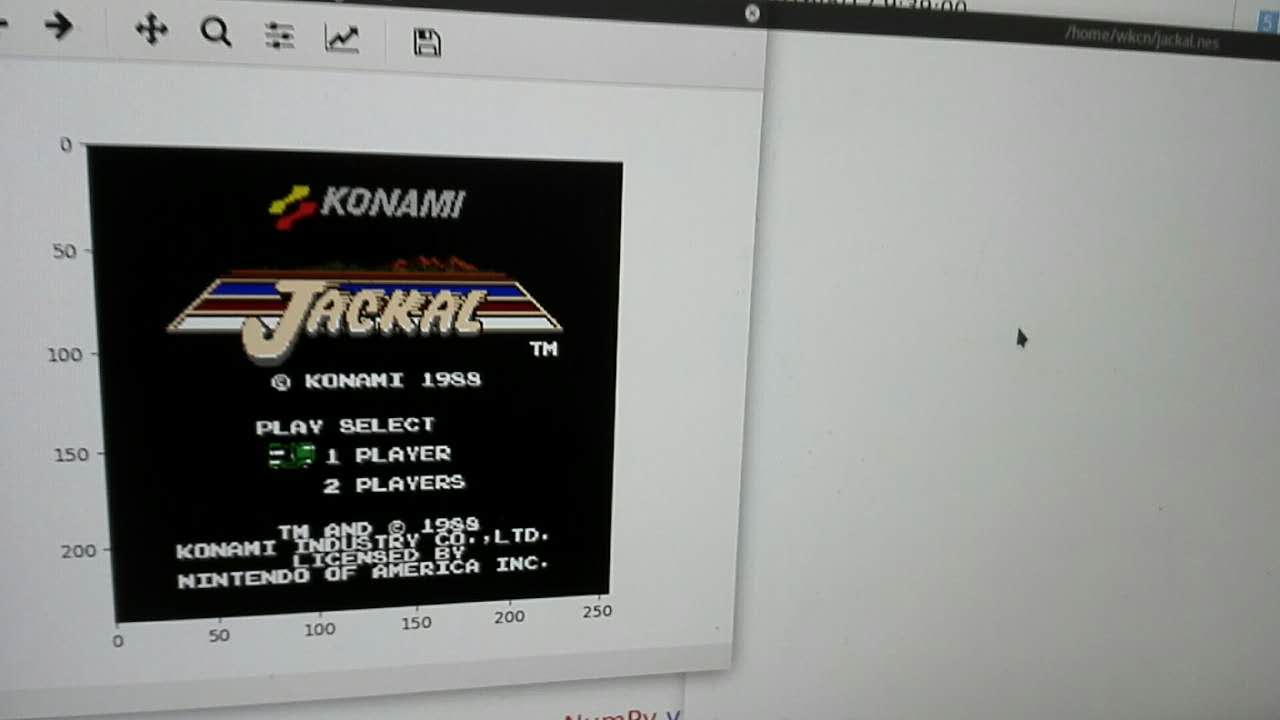 /home/wkcn/jackal.nes
0
50
100
150
200
KONAMI
JACKAL
TM
© KONAMI 1988
PLAY SELECT
1 PLAYER
2 PLAYERS
TM AND © 1988
KONAMI INDUSTRY CO.,LTD.
LICENSED BY
NINTENDO OF AMERICA INC.
0 50 100 150 200 250
NumPy